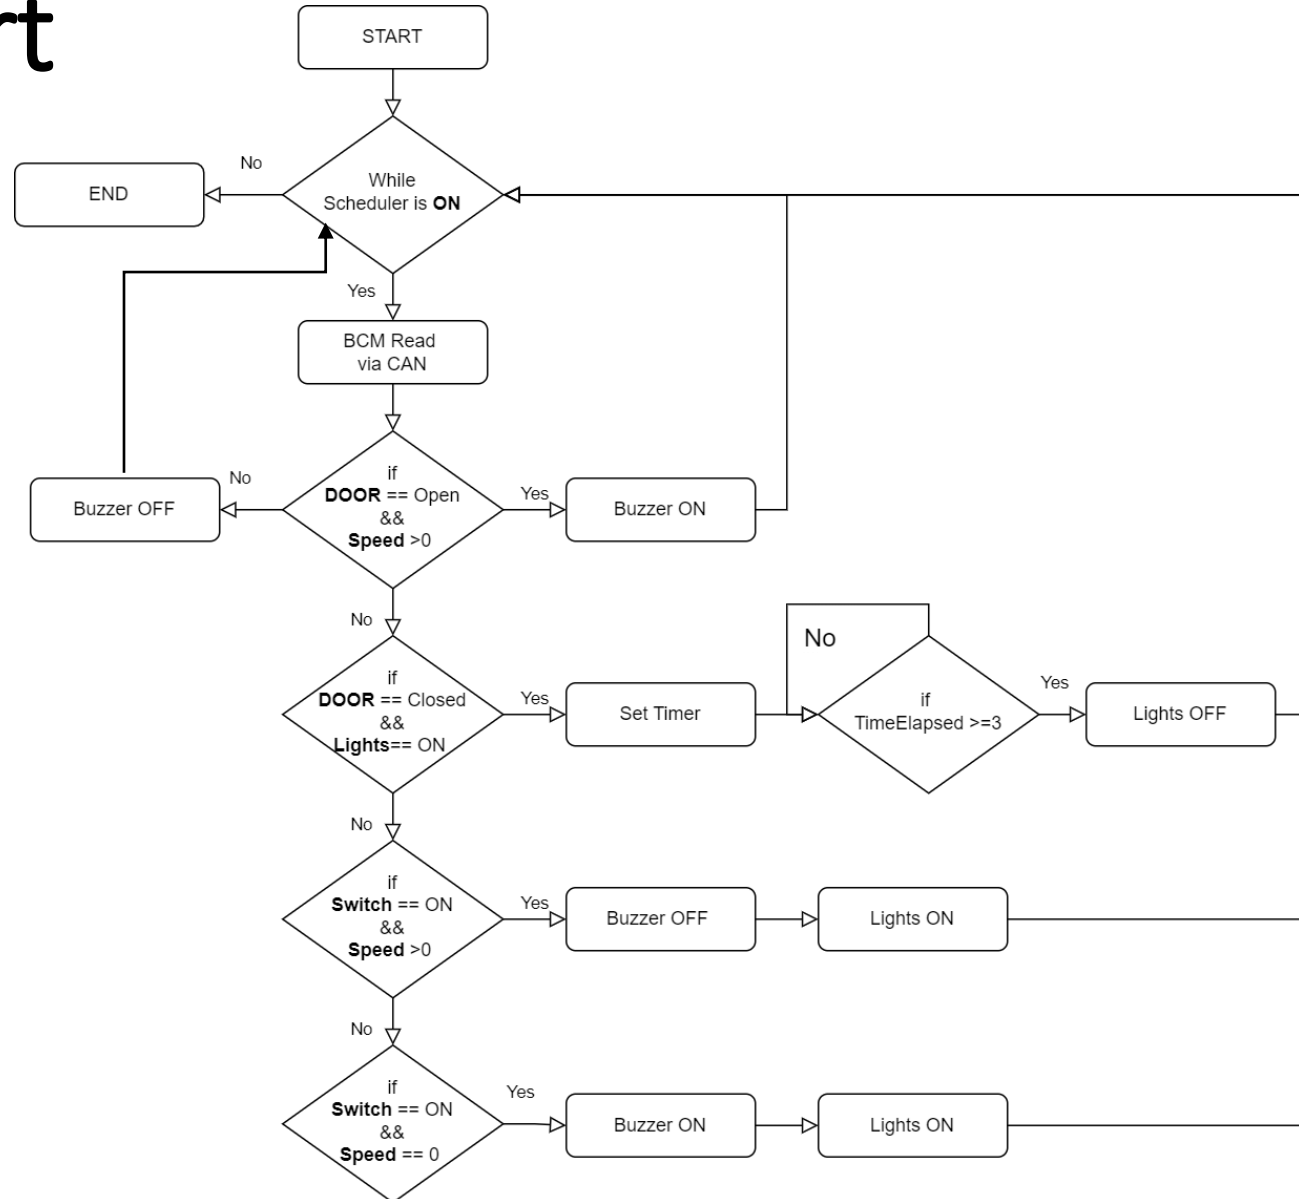 rt
START
No
END
While
Scheduler is ON
Yes
BCM Read
via CAN
No
Buzzer OFF
if
DOOR == Open
&&
Speed >0
Yes
Buzzer ON
No
if
DOOR == Closed
&&
Lights== ON
Yes
Set Timer
No
if
TimeElapsed >=3
Yes
Lights OFF
No
if
Switch == ON
&&
Speed >0
Yes
Buzzer OFF
Lights ON
No
if
Switch == ON
&&
Speed == 0
Yes
Buzzer ON
Lights ON